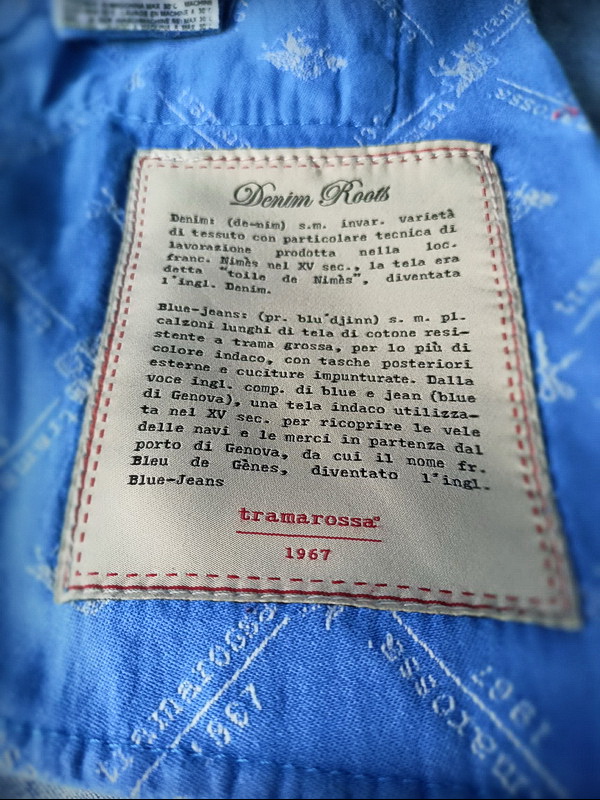 Denim Roots
Denim: (de-nim) s.m. invar. varietà
di tessuto con particolare tecnica di
lavorazione prodotta nella loc.
franc. Nimès nel XV sec., la tela era
detta "toile de Nimès", diventata
l'ingl. Denim.
Blue-jeans: (pr. blu´djinn) s. m. pl.
calzoni lunghi di tela di cotone resi-
stente a trama grossa, per lo più di
colore indaco, con tasche posteriori
esterne e cuciture impunturate. Dalla
voce ingl. comp. di blue e jean (blue
di Genova), una tela indaco utilizza-
ta nel XV sec. per ricoprire le vele
delle navi e le merci in partenza dal
porto di Genova, da cui il nome fr.
Bleu de Gênes, diventato l'ingl.
Blue-Jeans
tramarossa
1967
tramarossa
1967
tramarossa
1967